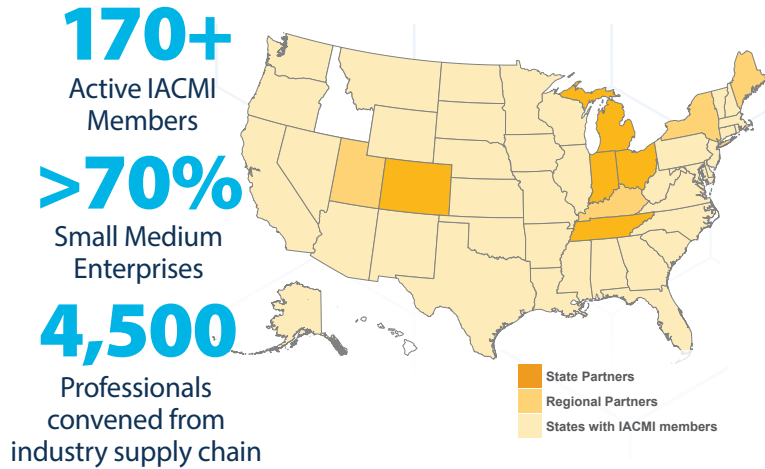 170+
Active IACMI
Members
>70%
Small Medium
Enterprises
4,500
Professionals
convened from
industry supply chain
State Partners
Regional Partners
States with IACMI members